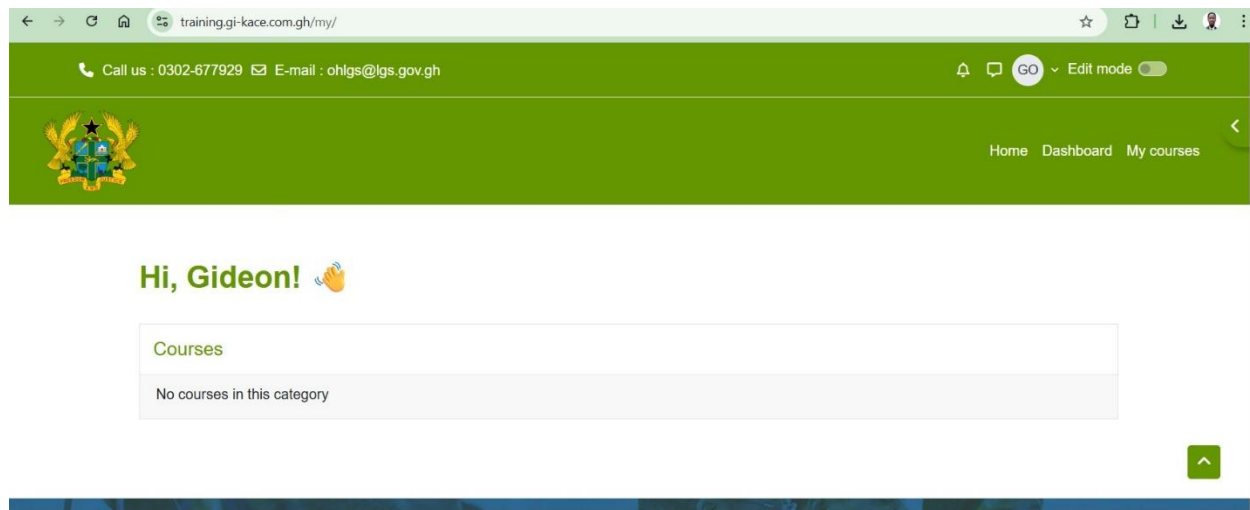 training.gi-kace.com.gh/my/
Call us : 0302-677929 E-mail : ohlgs@lgs.gov.gh
GO Edit mode
Home Dashboard My courses
Hi, Gideon!
Courses
No courses in this category